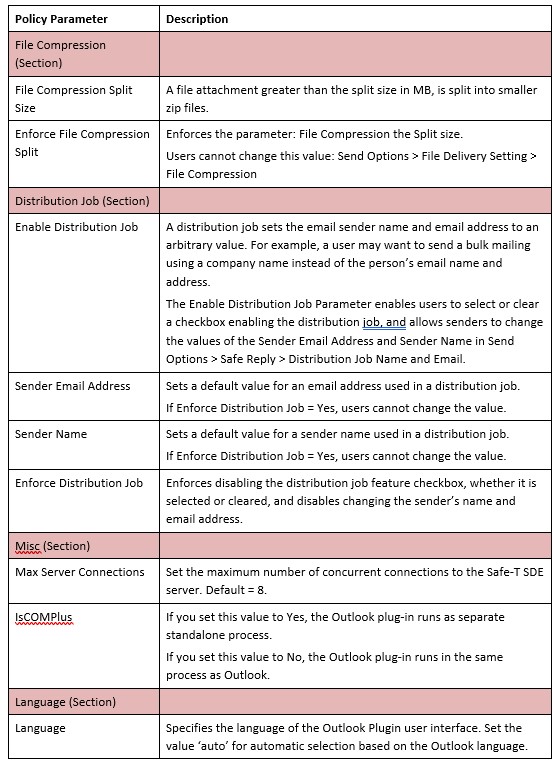 Policy Parameter
Description
File Compression
(Section)
File Compression Split
Size
A file attachment greater than the split size in MB, is split into smaller
zip files.
Enforce File Compression
Split
Enforces the parameter: File Compression the Split size.
Users cannot change this value: Send Options > File Delivery Setting >
File Compression
Distribution Job (Section)
Enable Distribution Job
A distribution job sets the email sender name and email address to an
arbitrary value. For example, a user may want to send a bulk mailing
using a company name instead of the person's email name and
address.
The Enable Distribution Job Parameter enables users to select or clear
a checkbox enabling the distribution job, and allows senders to change
the values of the Sender Email Address and Sender Name in Send
Options > Safe Reply > Distribution Job Name and Email.
Sender Email Address
Sets a default value for an email address used in a distribution job.
If Enforce Distribution Job = Yes, users cannot change the value.
Sender Name
Sets a default value for a sender name used in a distribution job.
If Enforce Distribution Job = Yes, users cannot change the value.
Enforce Distribution Job
Enforces disabling the distribution job feature checkbox, whether it is
selected or cleared, and disables changing the sender's name and
email address.
Misc (Section)
Max Server Connections
Set the maximum number of concurrent connections to the Safe-T SDE
server. Default = 8.
IsCOMPlus
If you set this value to Yes, the Outlook plug-in runs as separate
standalone process.
If you set this value to No, the Outlook plug-in runs in the same
process as Outlook.
Language (Section)
Language
Specifies the language of the Outlook Plugin user interface. Set the
value 'auto' for automatic selection based on the Outlook language.